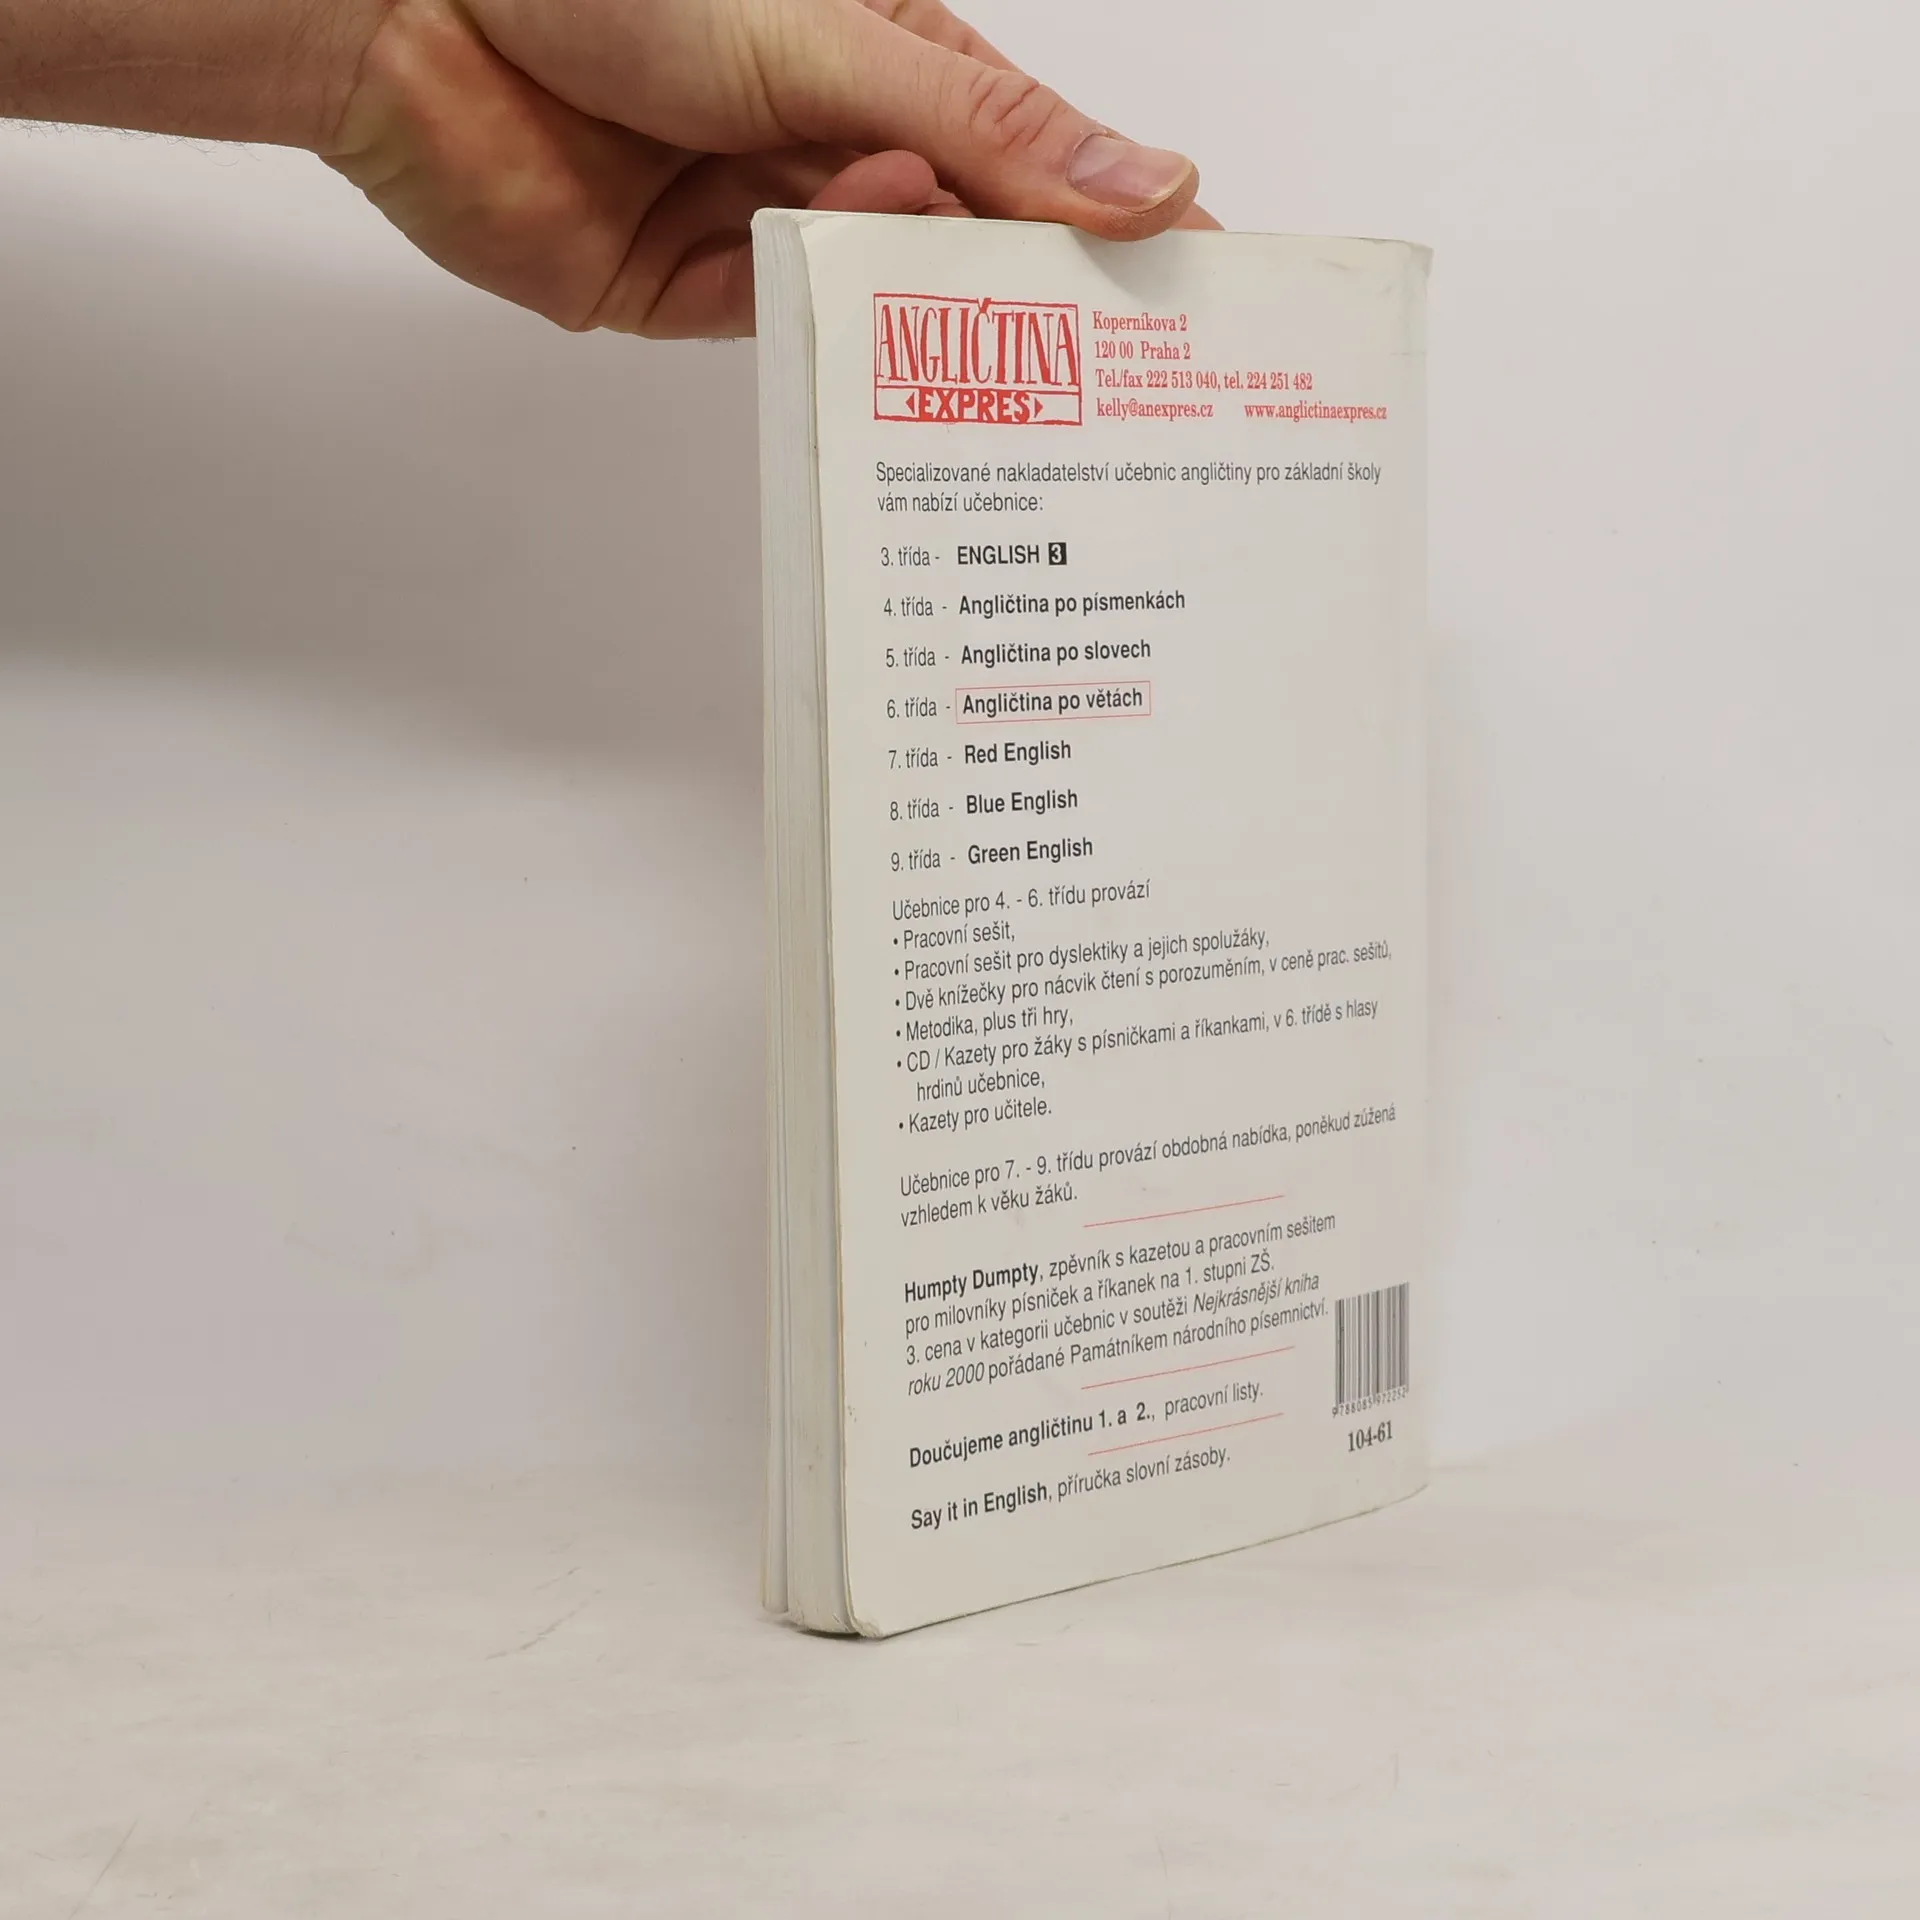 ANGLIČTINA
EXPRES
Koperníkova 2
120 00 Praha 2
Tel./fax 222 513 040, tel. 224 251 482
kelly@anexpres.cz www.anglictinaexpres.cz
Specializované nakladatelství učebnic angličtiny pro základní školy
vám nabízí učebnice:
3. třída - ENGLISH 3
4. třída - Angličtina po písmenkách
5. třída - Angličtina po slovech
6. třída - Angličtina po větách
7. třída - Red English
8. třída - Blue English
9. třída - Green English
Učebnice pro 4. - 6. třídu provází
• Pracovní sešit,
• Pracovní sešit pro dyslektiky a jejich spolužáky,
• Dvě knížečky pro nácvik čtení s porozuměním, v ceně prac. sešitů,
• Metodika, plus tři hry,
• CD / Kazety pro žáky s písničkami a říkankami, v 6. třídě s hlasy
hrdinů učebnice,
• Kazety pro učitele.
Učebnice pro 7. - 9. třídu provází obdobná nabídka, poněkud zúžená
vzhledem k věku žáků.
Humpty Dumpty, zpěvník s kazetou a pracovním sešitem
pro milovníky písniček a říkanek na 1. stupni ZŠ.
3. cena v kategorii učebnic v soutěži Nejkrásnější kniha
roku 2000 pořádané Památníkem národního písemnictví.
Doučujeme angličtinu 1. a 2., pracovní listy.
Say it in English, příručka slovní zásoby.
9788085972252
104-61